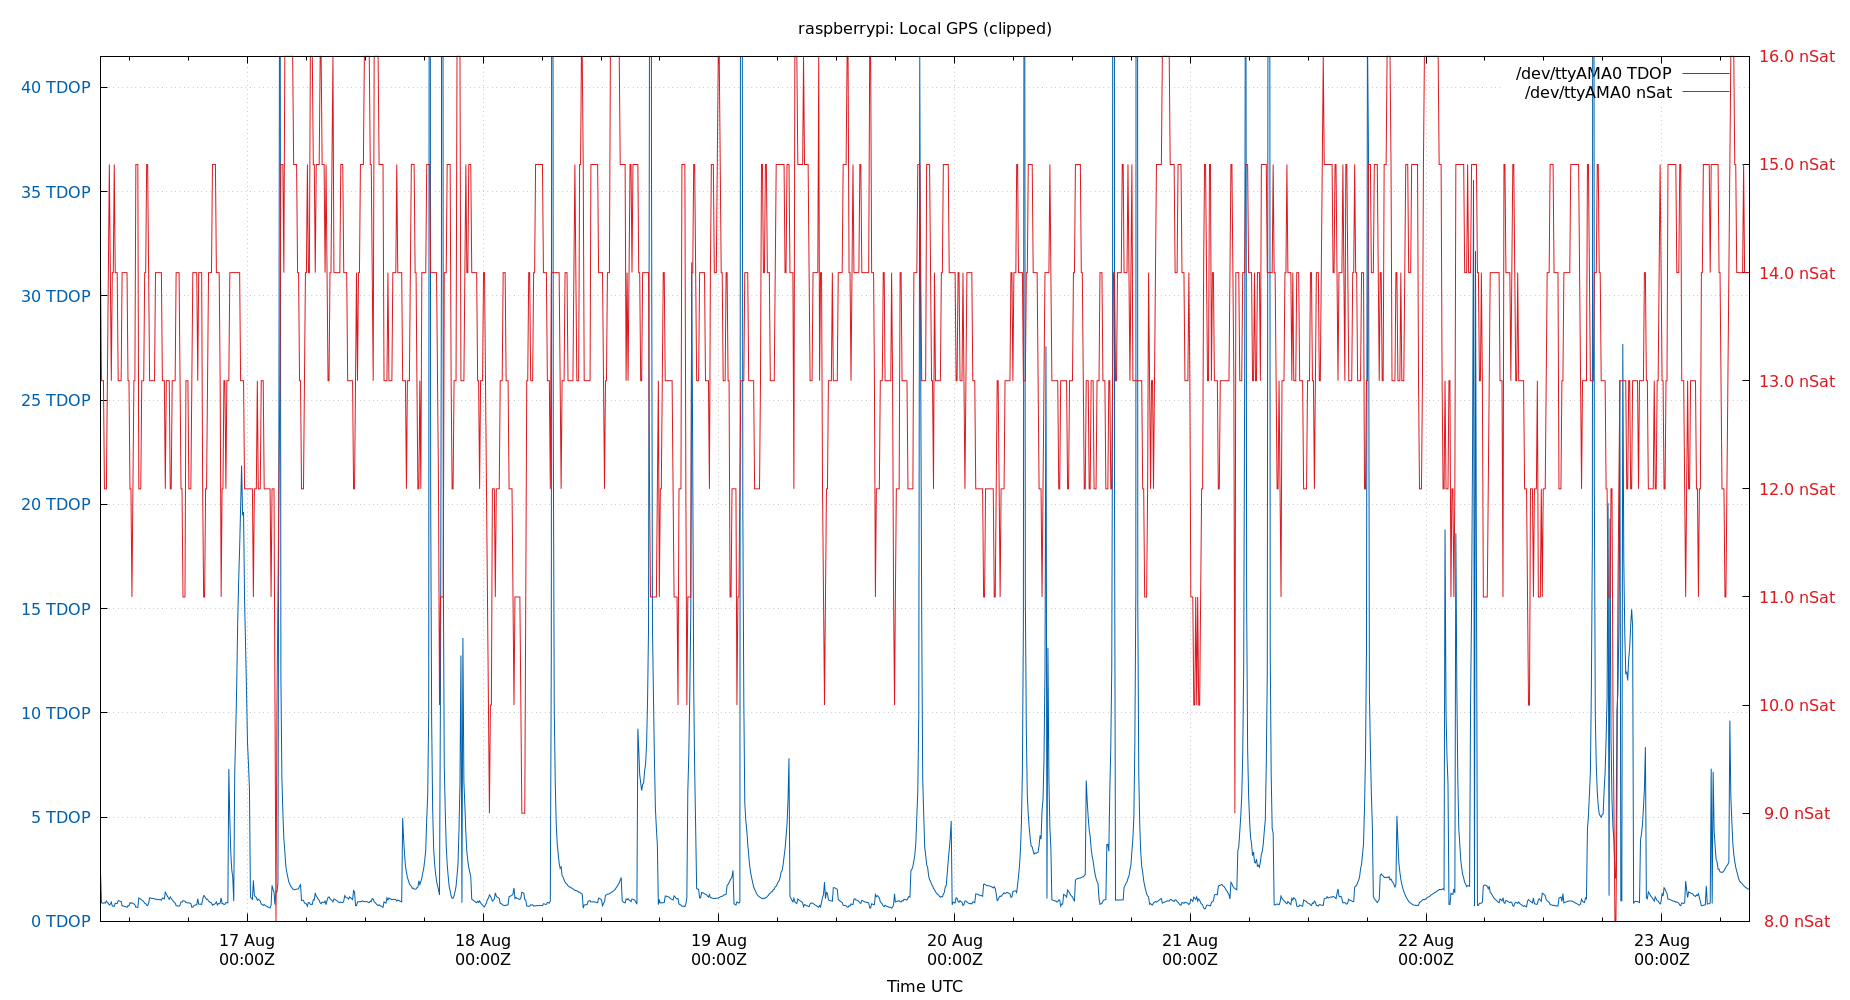 raspberrypi: Local GPS (clipped)
/dev/ttyAMA0 TDOP
/dev/ttyAMA0 nSat
40 TDOP
35 TDOP
30 TDOP
25 TDOP
20 TDOP
15 TDOP
10 TDOP
5 TDOP
0 TDOP
16.0 nSat
15.0 nSat
14.0 nSat
13.0 nSat
12.0 nSat
11.0 nSat
10.0 nSat
9.0 nSat
8.0 nSat
17 Aug
00:00Z
18 Aug
00:00Z
19 Aug
00:00Z
20 Aug
00:00Z
21 Aug
00:00Z
22 Aug
00:00Z
23 Aug
00:00Z
Time UTC